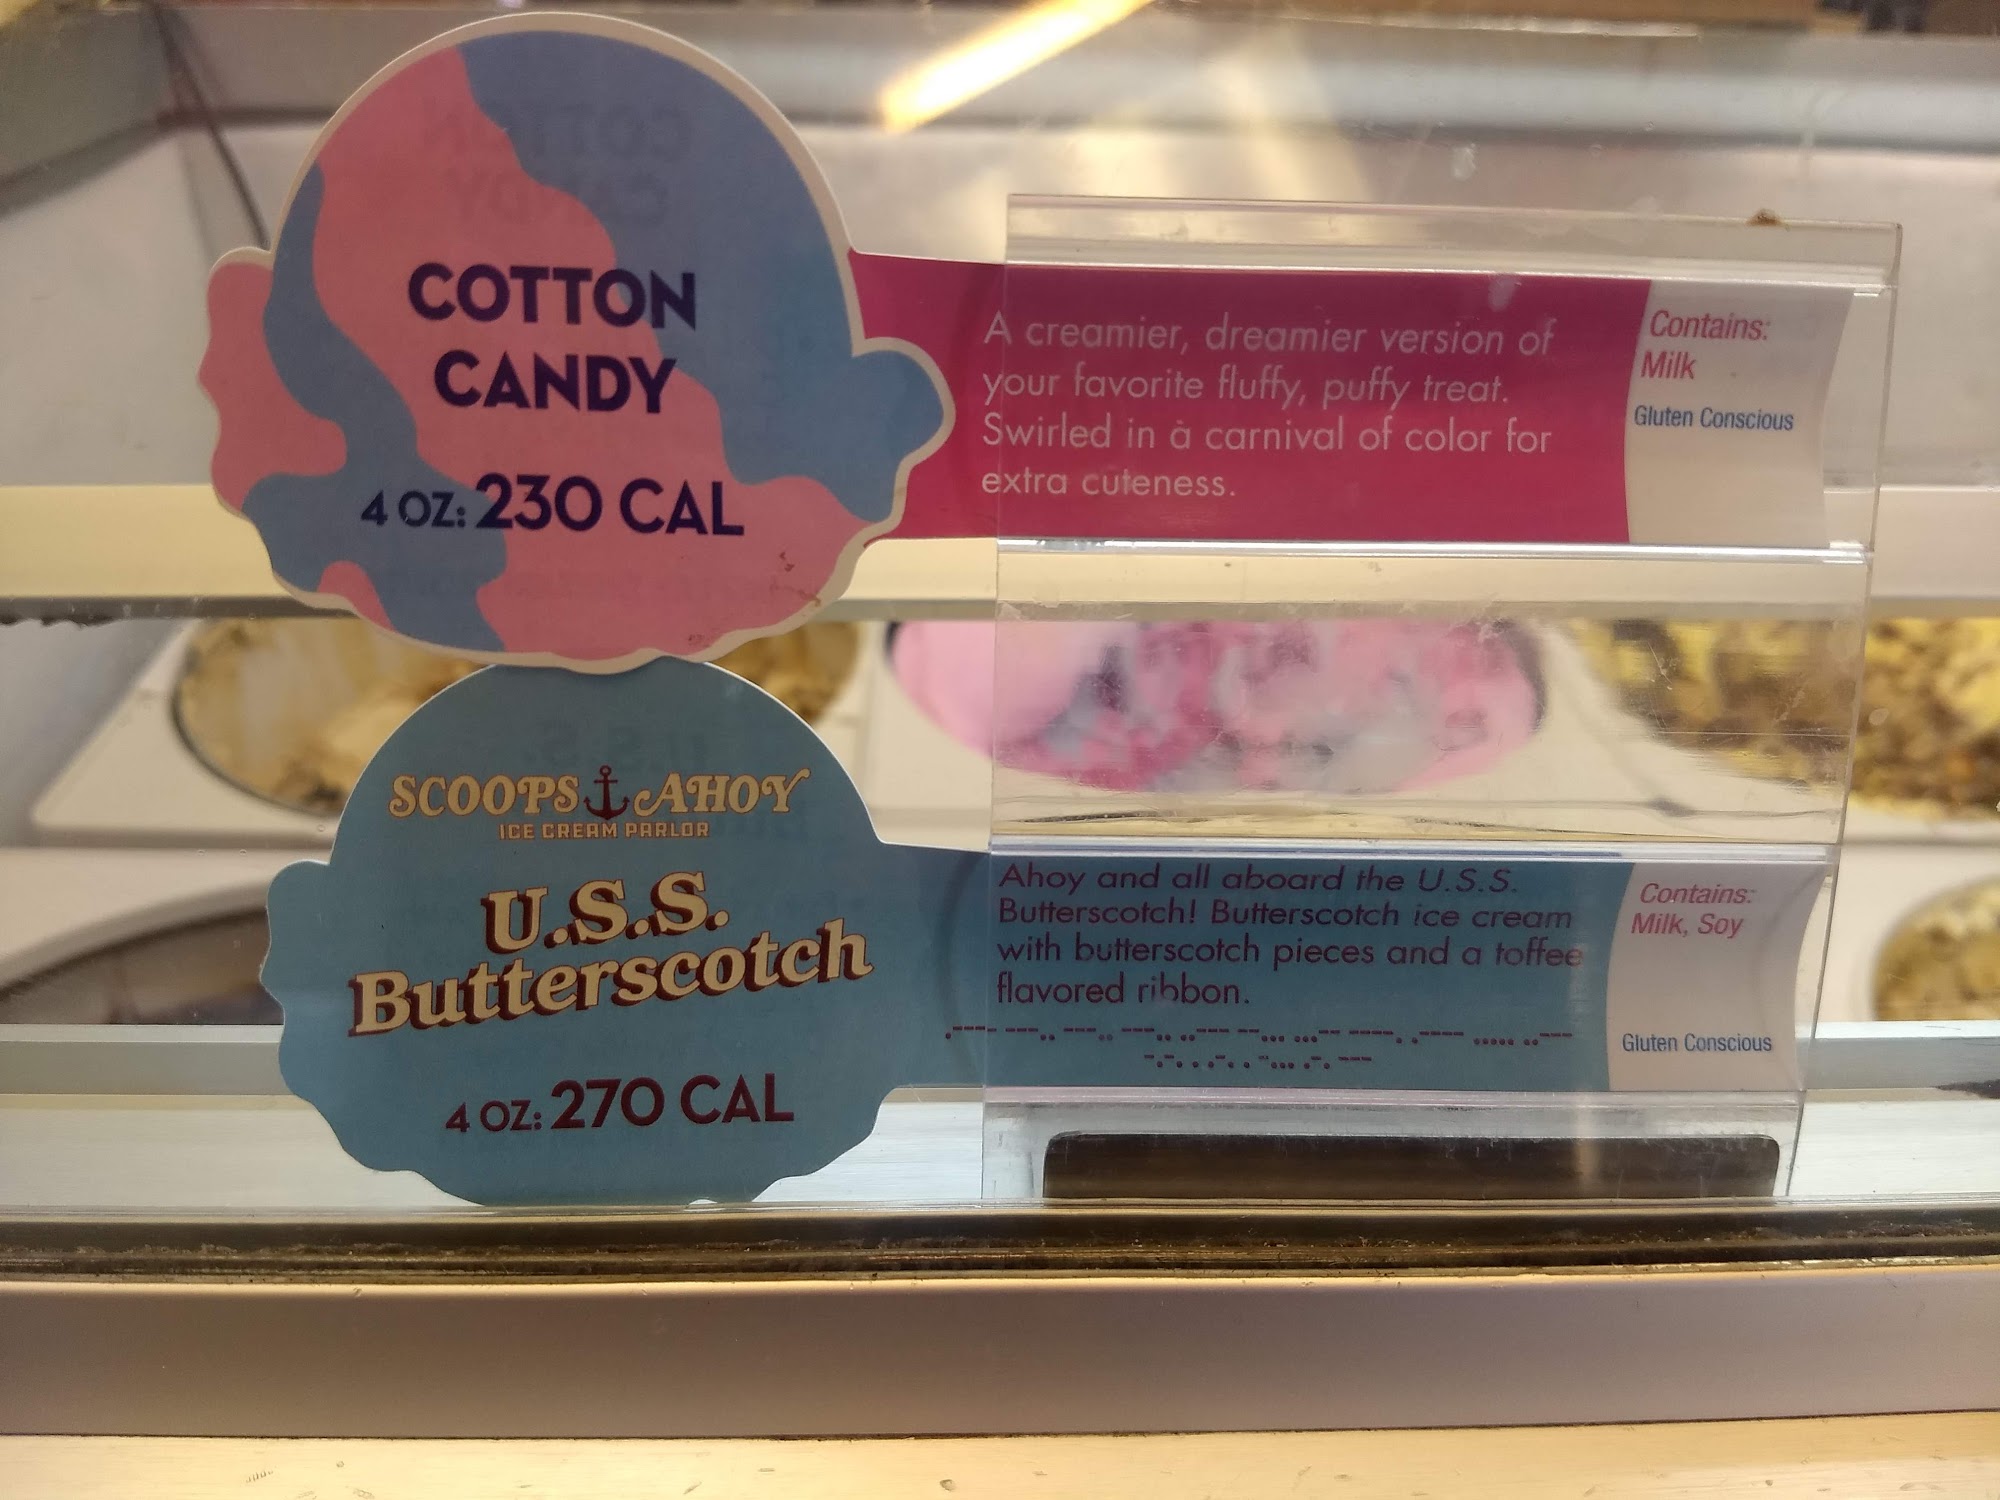 COTTON
CANDY
4 OZ: 230 CAL
A creamier, dreamier version of
your favorite fluffy, puffy treat.
Swirled in a carnival of color for
extra cuteness.
Contains:
Milk
Gluten Conscious
SCOOPS AHOY
ICE CREAM PARLOR
U.S.S.
Butterscotch
4 OZ: 270 CAL
Ahoy and all aboard the U.S.S.
Butterscotch! Butterscotch ice cream
with butterscotch pieces and a toffee
flavored ribbon.
Contains:
Milk, Soy
Gluten Conscious